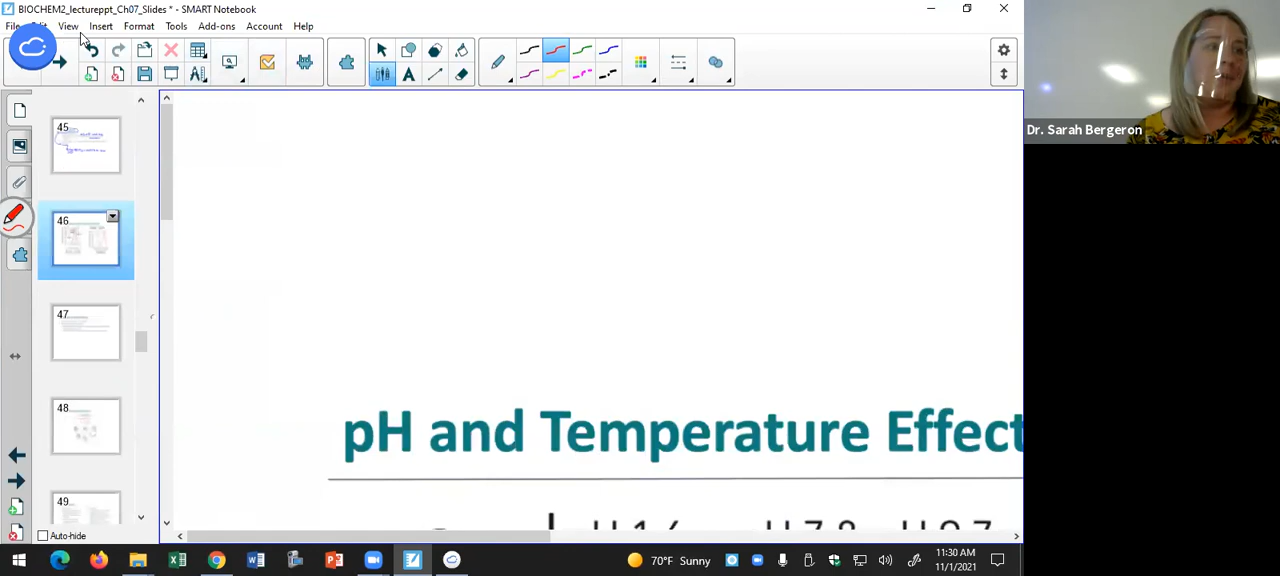 BIOCHEM2_lectureppt_Ch07_Slides * - SMART Notebook
File Edit View Insert Format Tools Add-ons Account Help
Dr. Sarah Bergeron
45
46
47
48
49
pH and Temperature Effect
Auto-hide
70°F Sunny
11:30 AM
11/1/2021